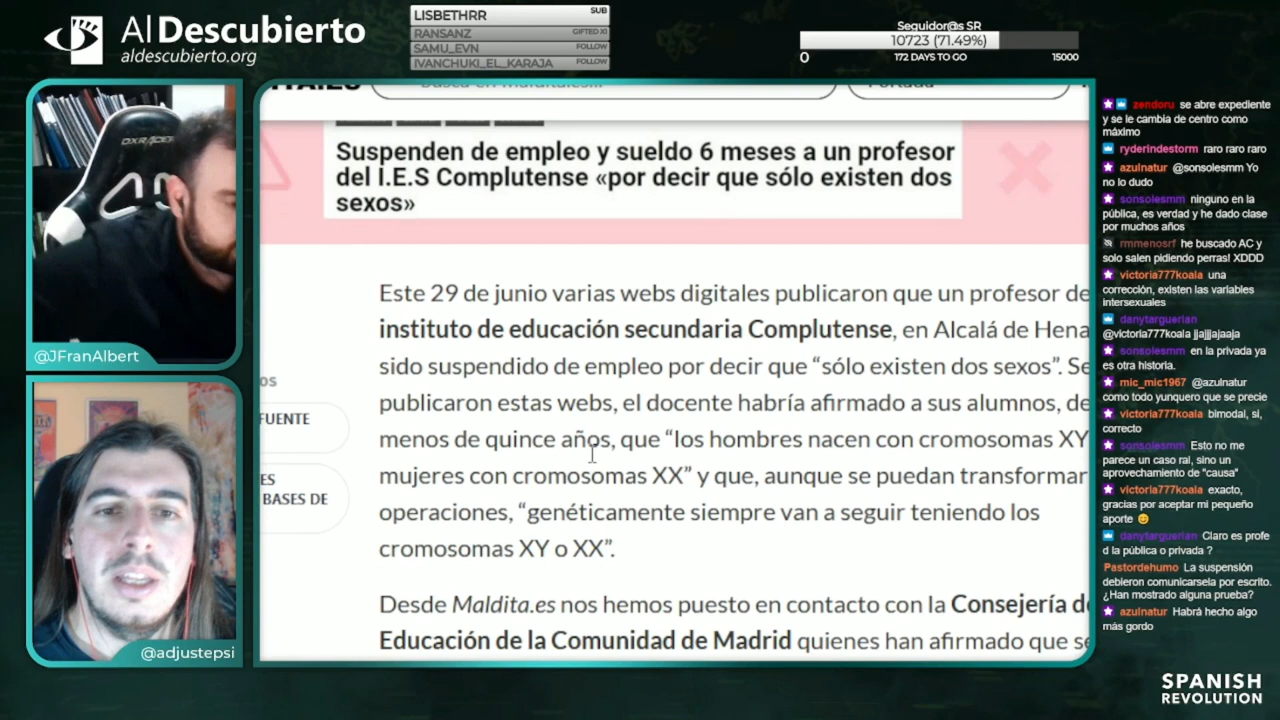 Al Descubierto
aldescubierto.org
LISBETHRR SUB
RANSANZ GIFTED X1
SAMU_EVN FOLLOW
IVANCHUKI_EL_KARAJA FOLLOW
Seguidor@s SR
10723 (71.49%)
0 172 DAYS TO GO 15000
DXRACER
@JFranAlbert
@adjustepsi
Suspenden de empleo y sueldo 6 meses a un profesor
del I.E.S Complutense «por decir que sólo existen dos
sexos»
Este 29 de junio varias webs digitales publicaron que un profesor de
instituto de educación secundaria Complutense, en Alcalá de Hena
sido suspendido de empleo por decir que “sólo existen dos sexos”. Se
publicaron estas webs, el docente habría afirmado a sus alumnos, de
menos de quince años, que “los hombres nacen con cromosomas XY
mujeres con cromosomas XX” y que, aunque se puedan transformar
operaciones, “genéticamente siempre van a seguir teniendo los
cromosomas XY o XX”.
Desde Maldita.es nos hemos puesto en contacto con la Consejería de
Educación de la Comunidad de Madrid quienes han afirmado que se
os
FUENTE
ES
BASES DE
zendoru se abre expediente
y se le cambia de centro como
máximo
ryderindestorm raro raro raro
azulnatur @sonsolesmm Yo
no lo dudo
sonsolesmm ninguno en la
pública, es verdad y he dado clase
por muchos años
rmmenosrf he buscado AC y
solo salen pidiendo perras! XDDD
victoria777koala una
corrección, existen las variables
intersexuales
danytarguerian
@victoria777koala jjajjjajaaja
sonsolesmm en la privada ya
es otra historia.
mic_mic1967 @azulnatur
como todo yunquero que se precie
victoria777koala bimodal, si,
correcto
sonsolesmm Esto no me
parece un caso ral, sino un
aprovechamiento de "causa"
victoria777koala exacto,
gracias por aceptar mi pequeño
aporte
danytarguerian Claro es profe
d la pública o privada ?
Pastordehumo La suspensión
debieron comunicarsela por escrito.
¿Han mostrado alguna prueba?
azulnatur Habrá hecho algo
más gordo
SPANISH
REVOLUTION